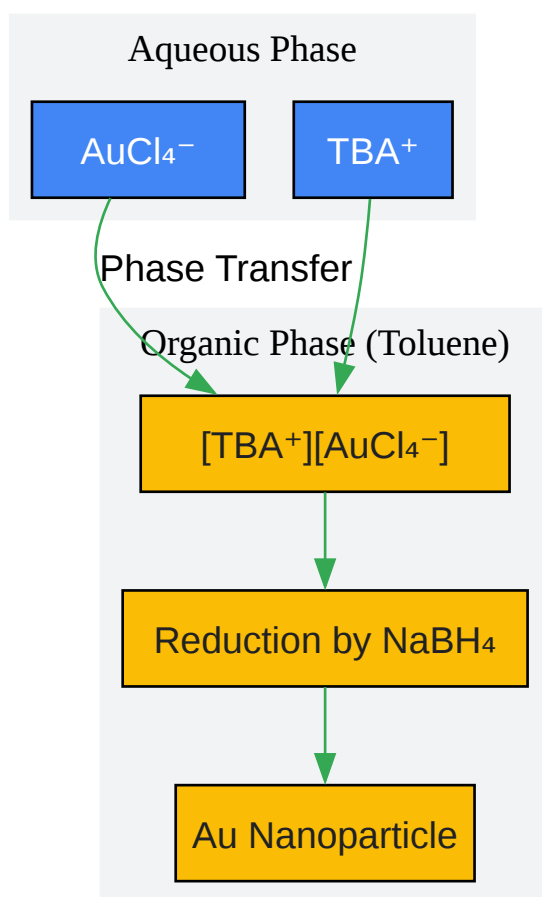 Aqueous Phase
AuCl₄⁻
TBA⁺
Phase Transfer
Organic Phase (Toluene)
[TBA⁺][AuCl₄⁻]
Reduction by NaBH₄
Au Nanoparticle